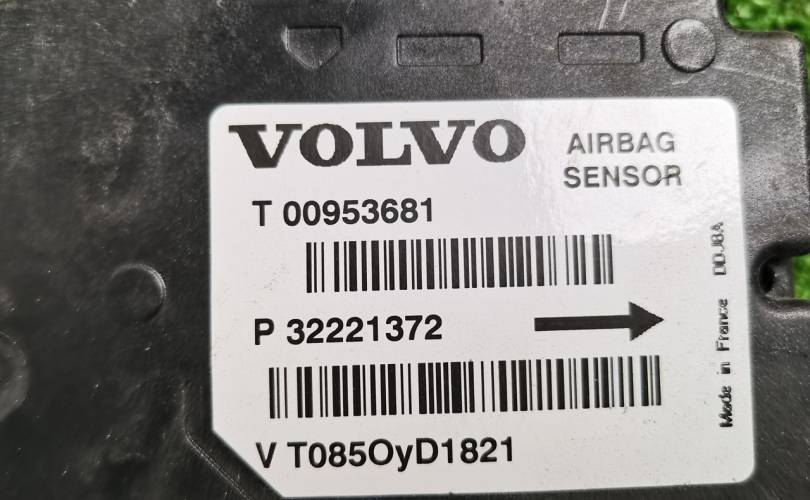 VOLVO
AIRBAG
SENSOR
T 00953681
P 32221372
V T085OyD1821
Made in France DDJBA